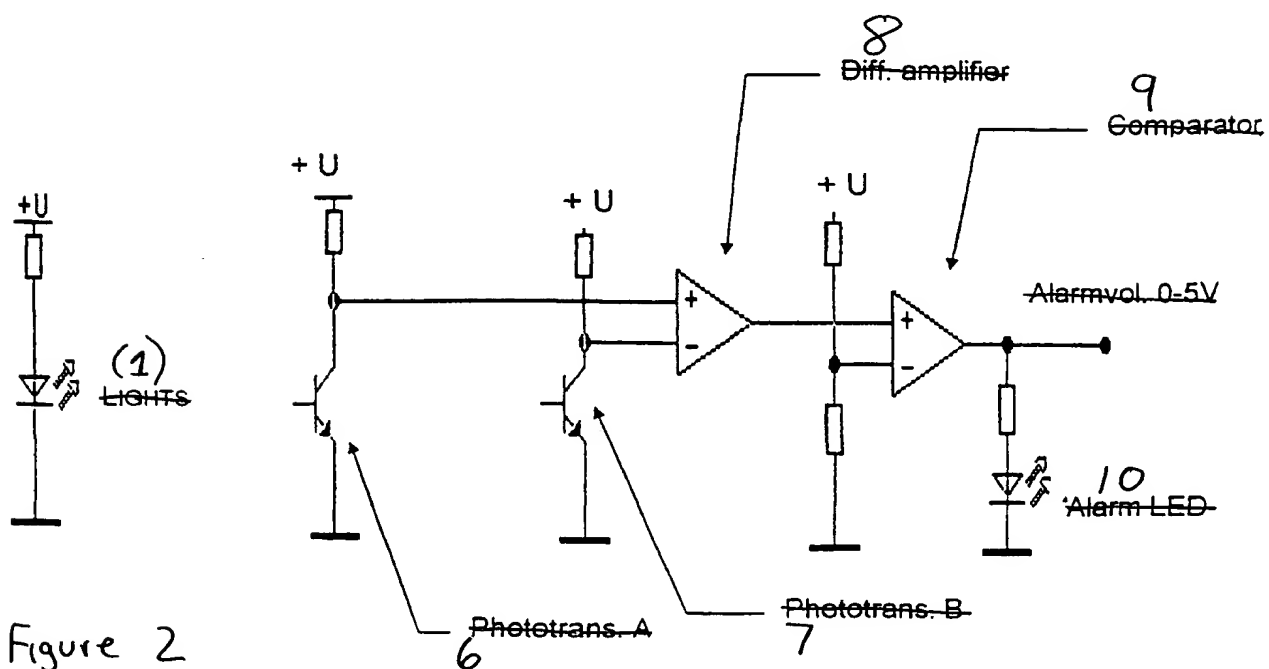 8
Diff. amplifier
9
Comparator
+ U
+ U
+ U
+U
+
-
+
-
Alarmvol. 0-5V
(1)
LIGHTS
10
Alarm LED
Phototrans. B
7
Phototrans. A
6
Figure 2